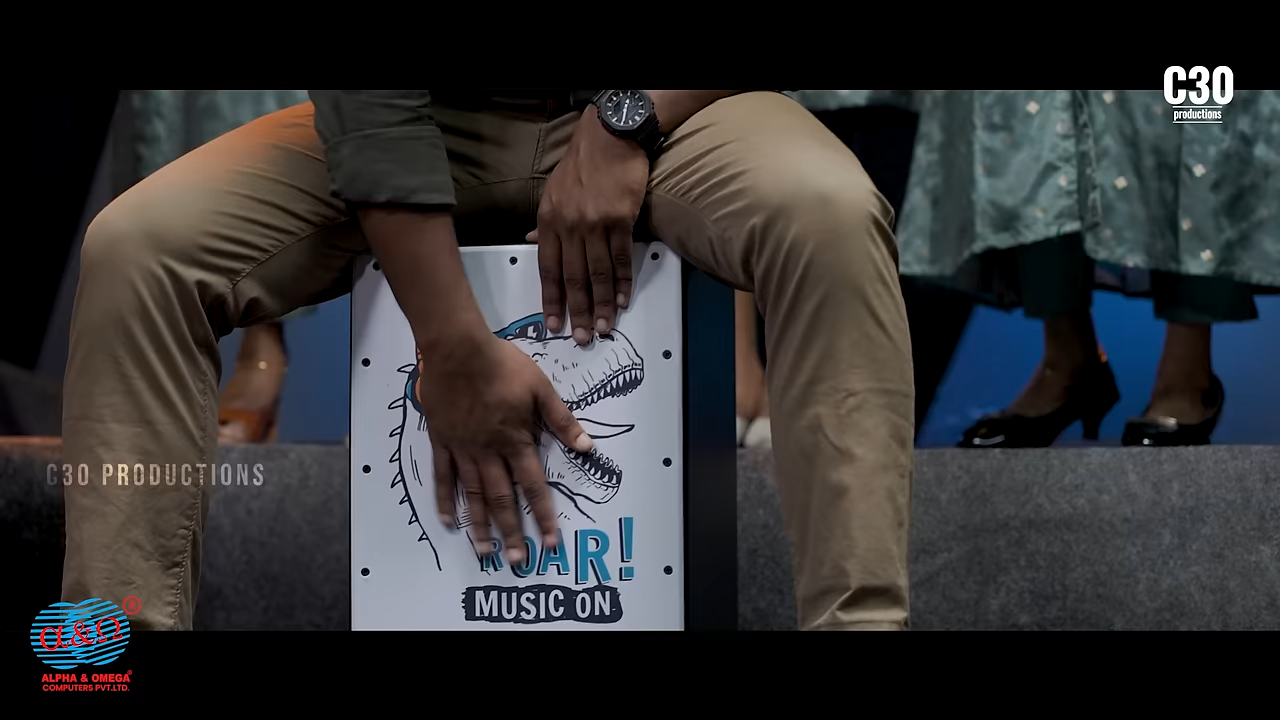 C30
productions
ROAR!
MUSIC ON
C30 PRODUCTIONS
α&Ω®
ALPHA & OMEGA®
COMPUTERS PVT.LTD.